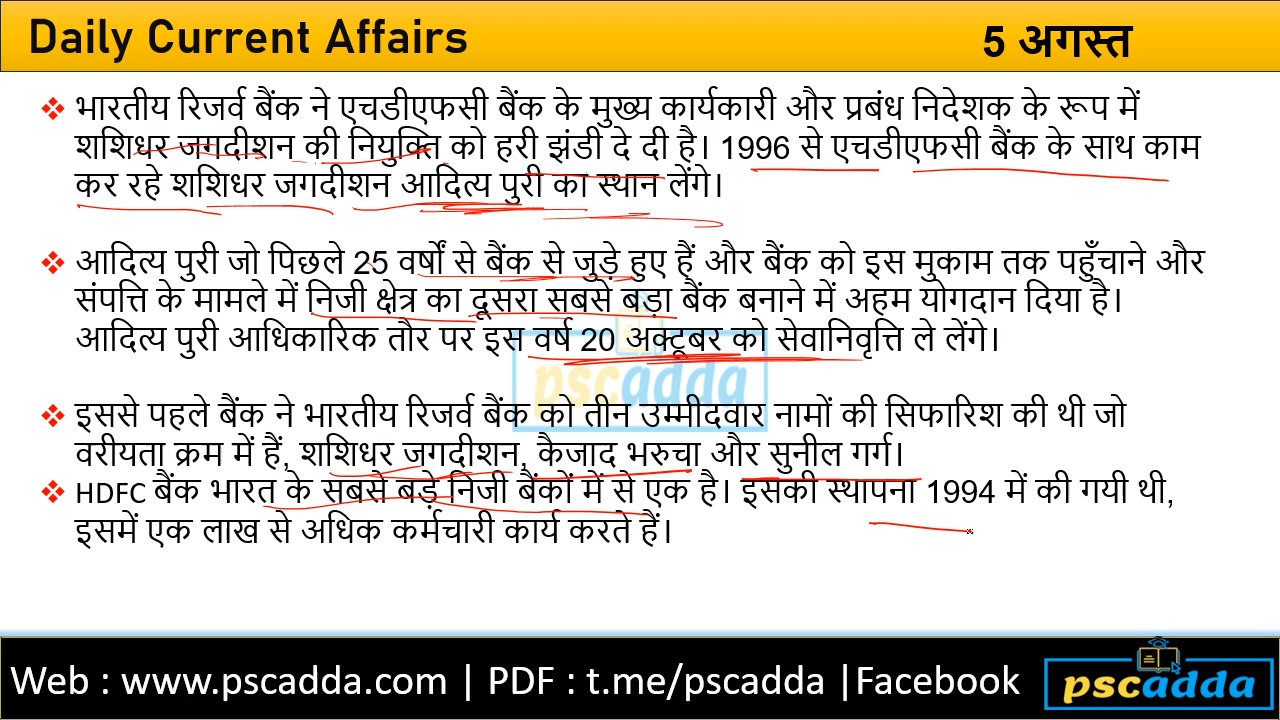 Daily Current Affairs
5 अगस्त
❖ भारतीय रिजर्व बैंक ने एचडीएफसी बैंक के मुख्य कार्यकारी और प्रबंध निदेशक के रूप में
शशिधर जगदीशन की नियुक्ति को हरी झंडी दे दी है। 1996 से एचडीएफसी बैंक के साथ काम
कर रहे शशिधर जगदीशन आदित्य पुरी का स्थान लेंगे।
❖ आदित्य पुरी जो पिछले 25 वर्षों से बैंक से जुड़े हुए हैं और बैंक को इस मुकाम तक पहुँचाने और
संपत्ति के मामले में निजी क्षेत्र का दूसरा सबसे बड़ा बैंक बनाने में अहम योगदान दिया है।
आदित्य पुरी आधिकारिक तौर पर इस वर्ष 20 अक्टूबर को सेवानिवृत्ति ले लेंगे।
pscadda
❖ इससे पहले बैंक ने भारतीय रिजर्व बैंक को तीन उम्मीदवार नामों की सिफारिश की थी जो
वरीयता क्रम में हैं, शशिधर जगदीशन, कैजाद भरुचा और सुनील गर्ग।
❖ HDFC बैंक भारत के सबसे बड़े निजी बैंकों में से एक है। इसकी स्थापना 1994 में की गयी थी,
इसमें एक लाख से अधिक कर्मचारी कार्य करते हैं।
Web : www.pscadda.com | PDF : t.me/pscadda |Facebook
pscadda